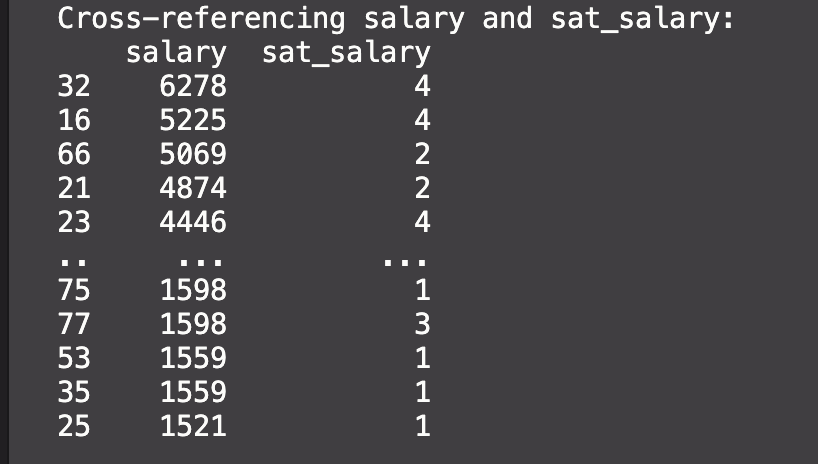 Cross-referencing salary and sat_salary:
    salary  sat_salary
32    6278           4
16    5225           4
66    5069           2
21    4874           2
23    4446           4
..     ...         ...
75    1598           1
77    1598           3
53    1559           1
35    1559           1
25    1521           1